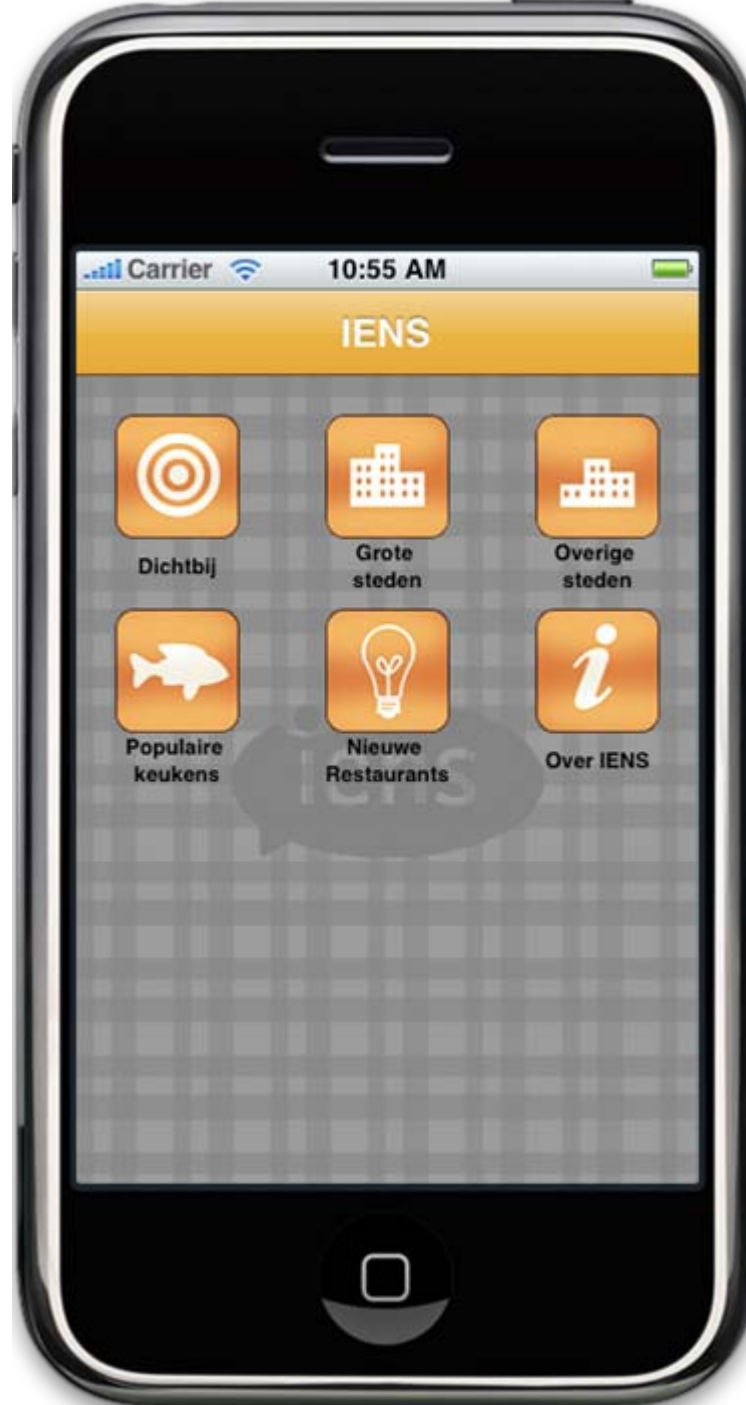 Carrier 10:55 AM
IENS
Dichtbij
Grote
steden
Overige
steden
Populaire
keukens
Nieuwe
Restaurants
Over IENS
iens